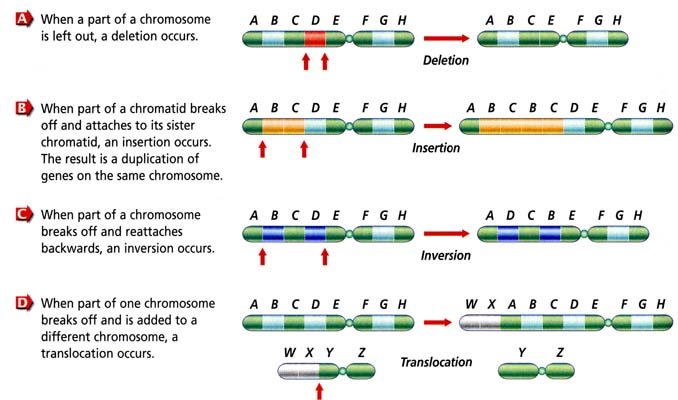 A When a part of a chromosome
is left out, a deletion occurs.
A B C D E F G H
Deletion
A B C E F G H
B When part of a chromatid breaks
off and attaches to its sister
chromatid, an insertion occurs.
The result is a duplication of
genes on the same chromosome.
A B C D E F G H
Insertion
A B C B C D E F G H
C When part of a chromosome
breaks off and reattaches
backwards, an inversion occurs.
A B C D E F G H
Inversion
A D C B E F G H
D When part of one chromosome
breaks off and is added to a
different chromosome, a
translocation occurs.
A B C D E F G H
W X Y Z
Translocation
W X A B C D E F G H
Y Z